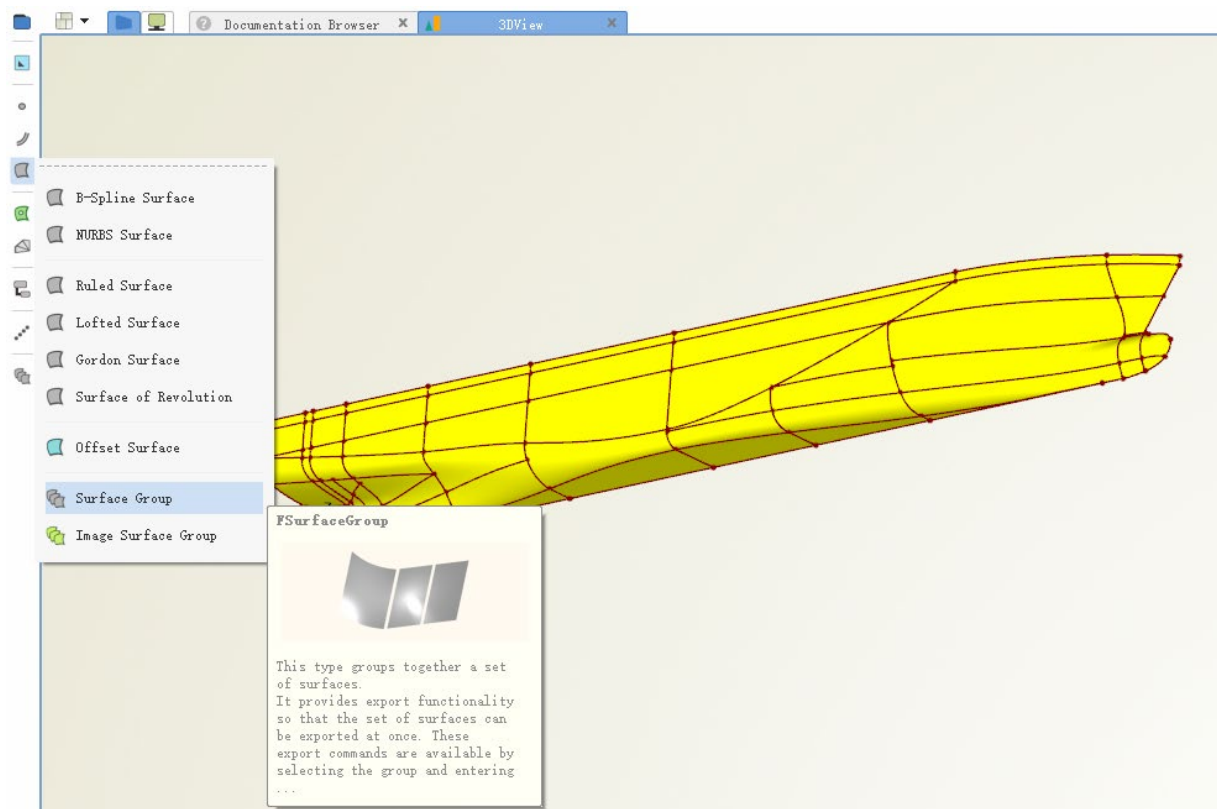 Documentation Browser
3DView
B-Spline Surface
NURBS Surface
Ruled Surface
Lofted Surface
Gordon Surface
Surface of Revolution
Offset Surface
Surface Group
Image Surface Group
FSurfaceGroup
This type groups together a set
of surfaces.
It provides export functionality
so that the set of surfaces can
be exported at once. These
export commands are available by
selecting the group and entering
...